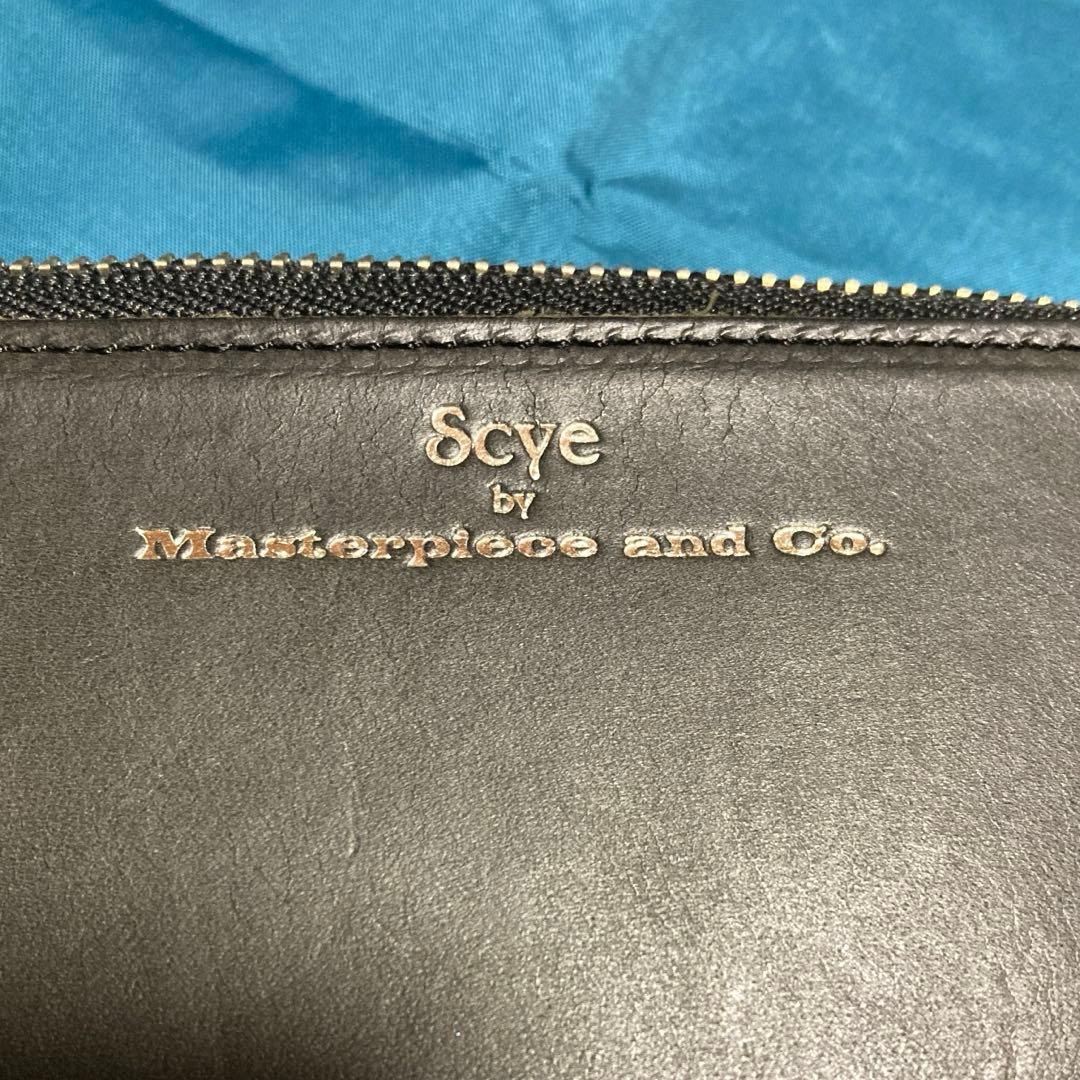 Scye
by
Masterpiece and Co.